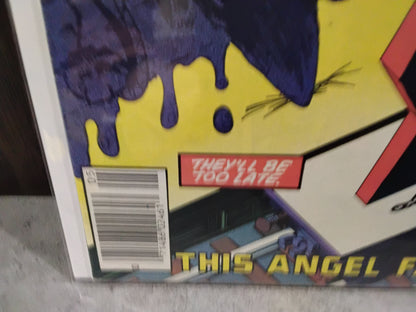 THEY'LL BE
TOO LATE.
THIS ANGEL F